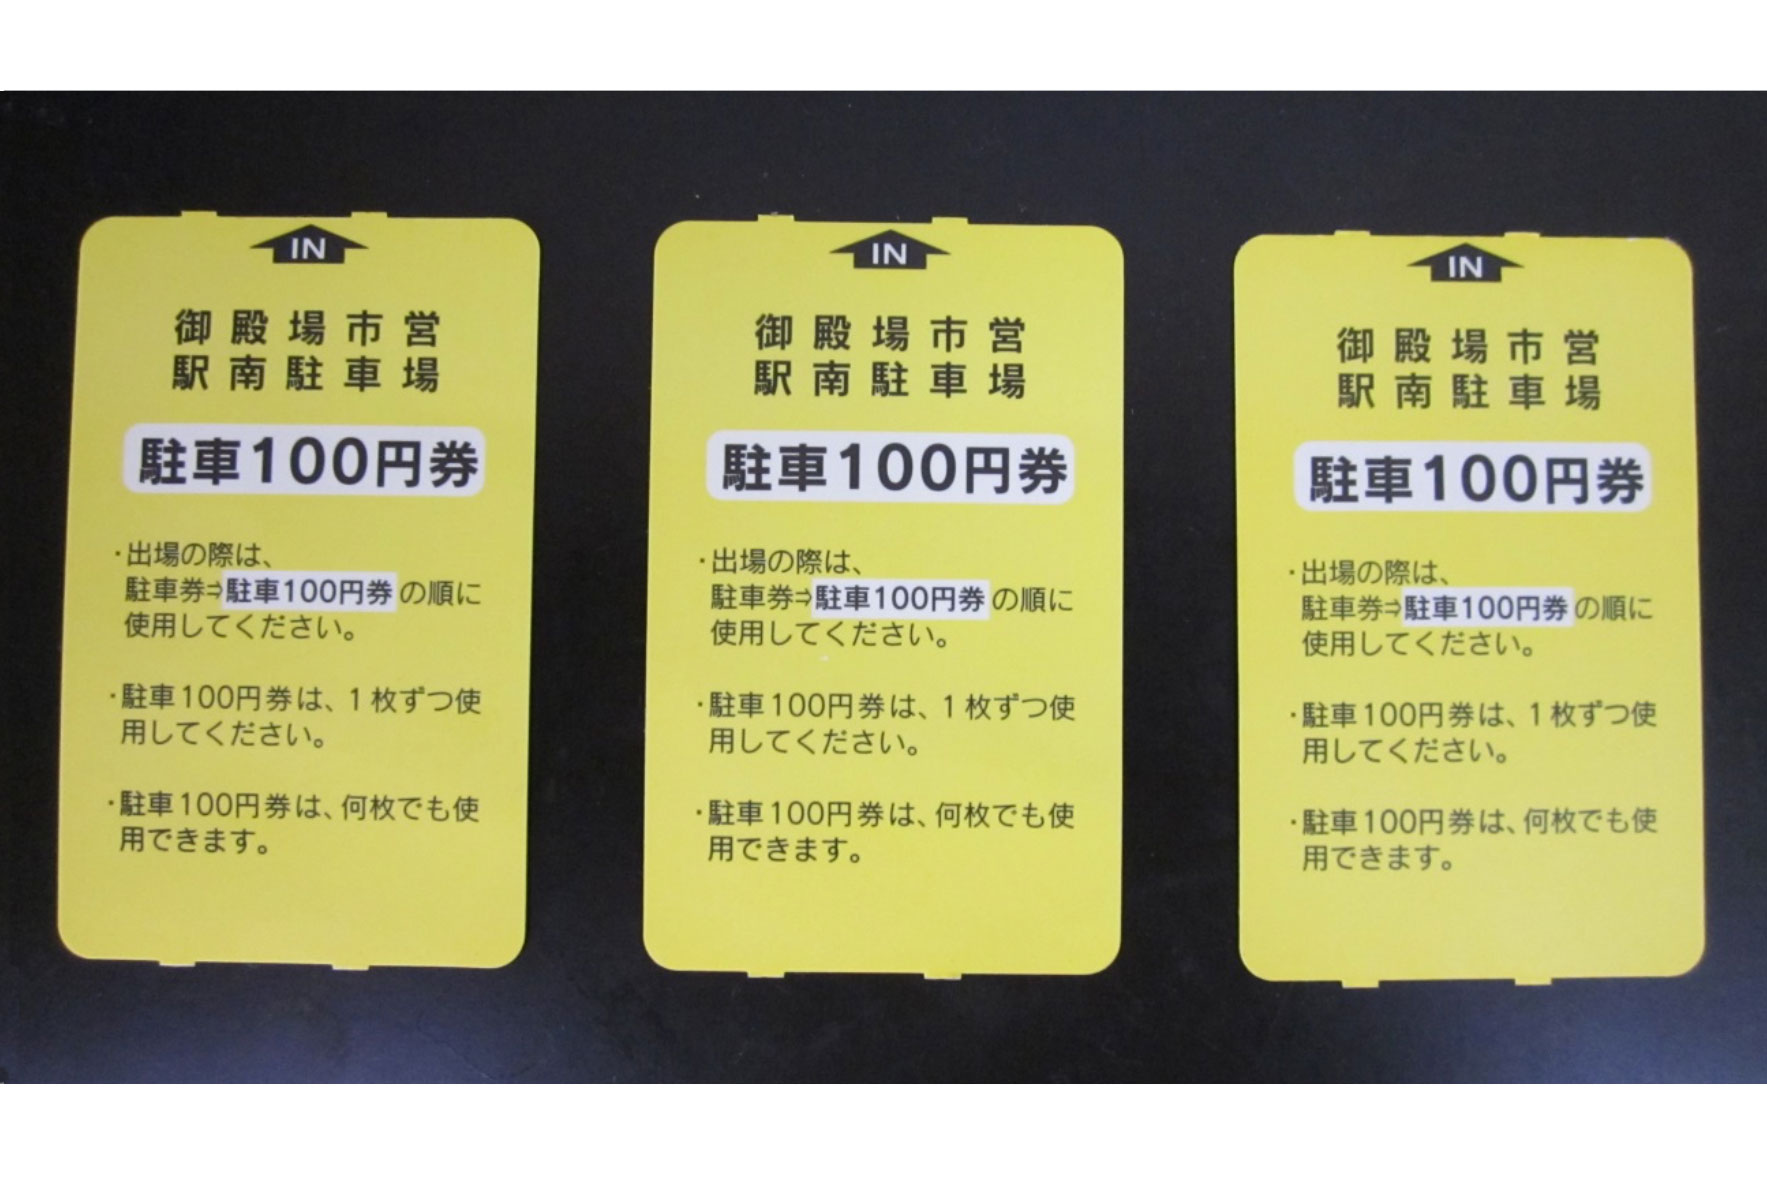 IN
御殿場市営
駅南駐車場
駐車100円券
・出場の際は、
駐車券⇒駐車100円券の順に
使用してください。
・駐車100円券は、1枚ずつ使
用してください。
・駐車100円券は、何枚でも使
用できます。
IN
御殿場市営
駅南駐車場
駐車100円券
・出場の際は、
駐車券⇒駐車100円券の順に
使用してください。
・駐車100円券は、1枚ずつ使
用してください。
・駐車100円券は、何枚でも使
用できます。
IN
御殿場市営
駅南駐車場
駐車100円券
・出場の際は、
駐車券⇒駐車100円券の順に
使用してください。
・駐車100円券は、1枚ずつ使
用してください。
・駐車100円券は、何枚でも使
用できます。